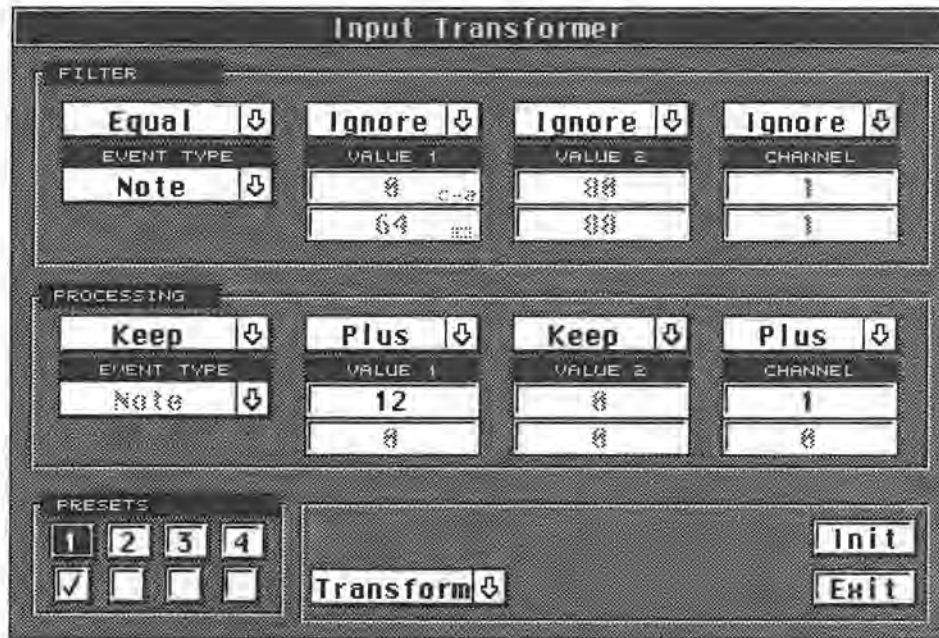 Input Transformer
FILTER
Equal Ignore Ignore Ignore
EVENT TYPE VALUE 1 VALUE 2 CHANNEL
Note 0 1
64 1
PROCESSING
Keep Plus Keep Plus
EVENT TYPE VALUE 1 VALUE 2 CHANNEL
Note 12 0 1
0 0 0
PRESETS
1 2 3 4 Init
Transform Exit